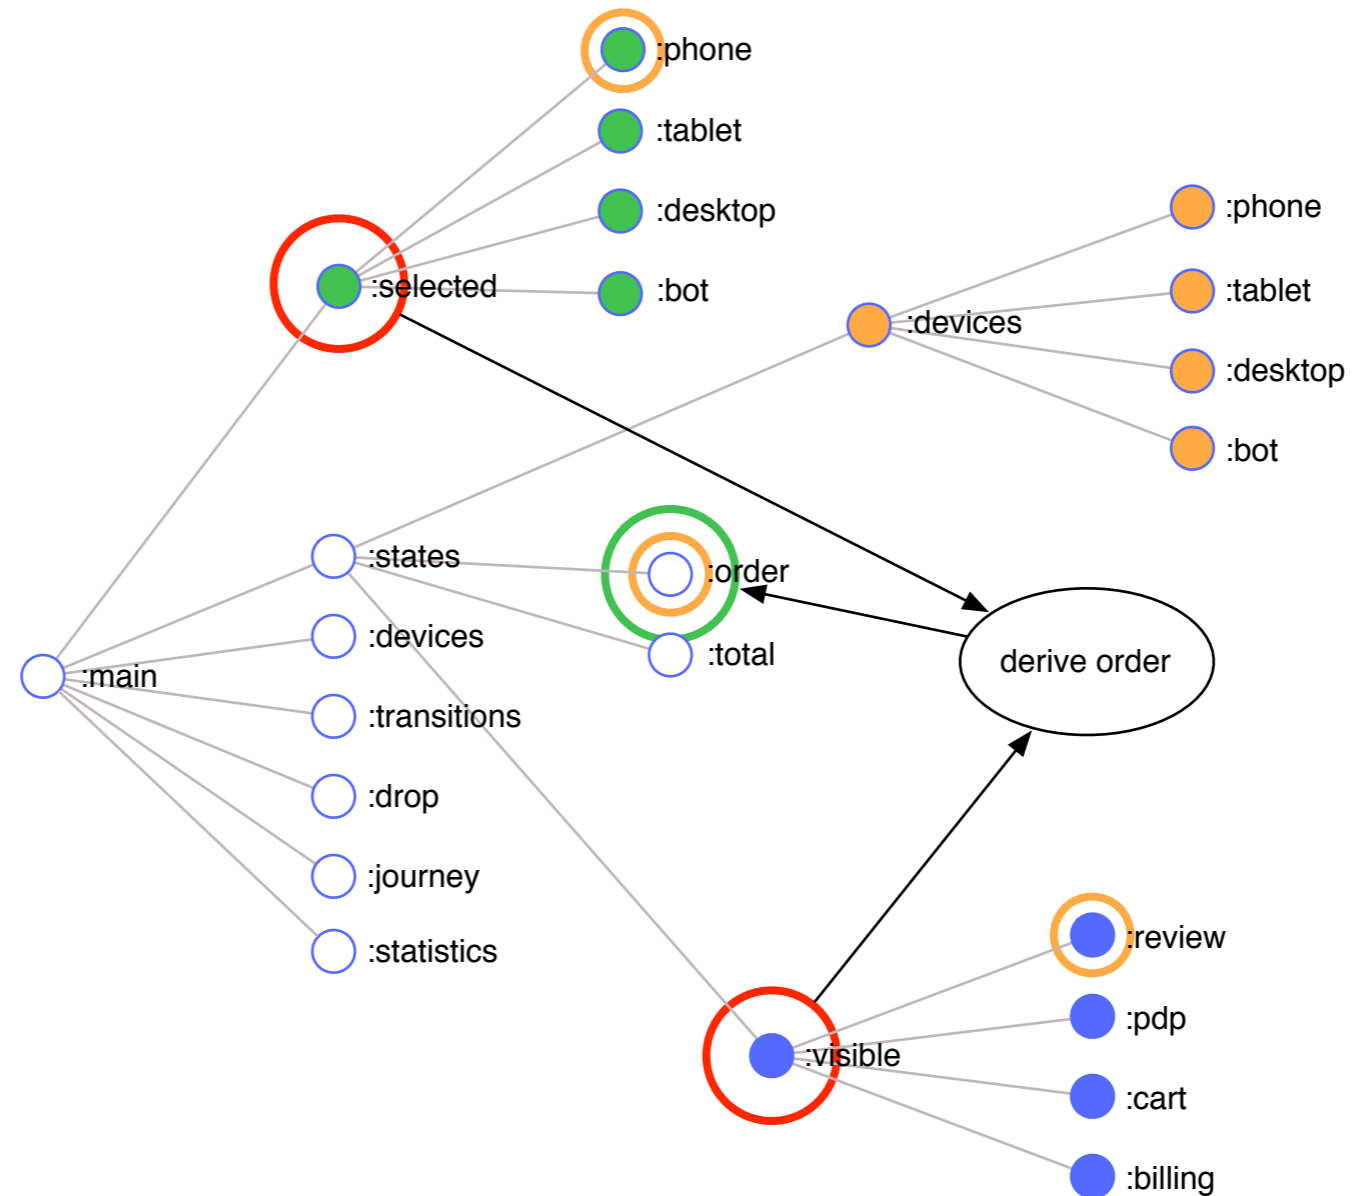 :phone
:tablet
:desktop
:selected
:bot
:phone
:tablet
:devices
:desktop
:bot
:states
:order
:devices
:total
:main
derive order
:transitions
:drop
:journey
:statistics
:review
:pdp
:visible
:cart
:billing